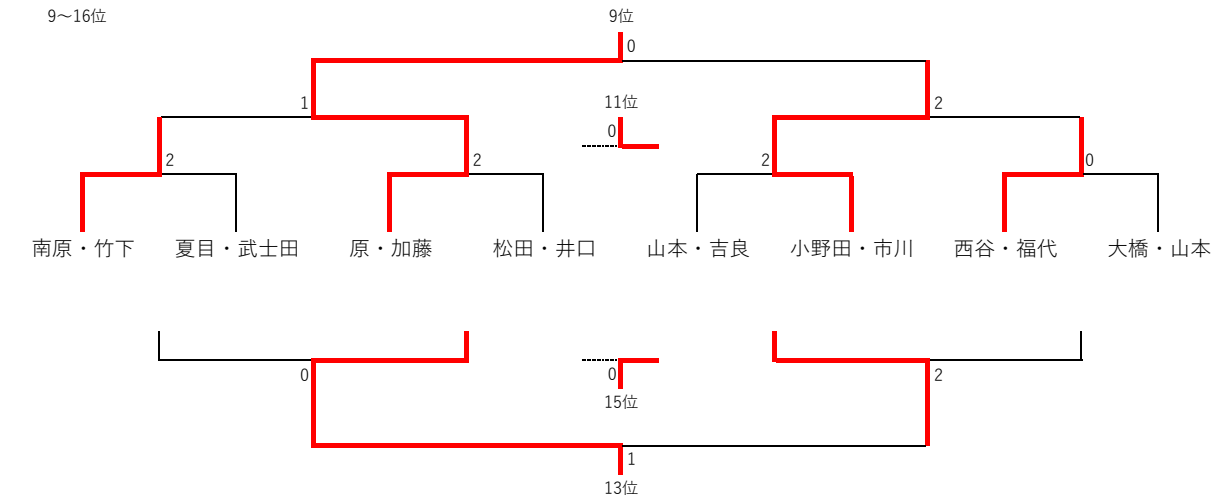 9～16位
9位
0
1
11位
2
0
2
2
2
0
南原・竹下
夏目・武士田
原・加藤
松田・井口
山本・吉良
小野田・市川
西谷・福代
大橋・山本
0
0
2
15位
1
13位